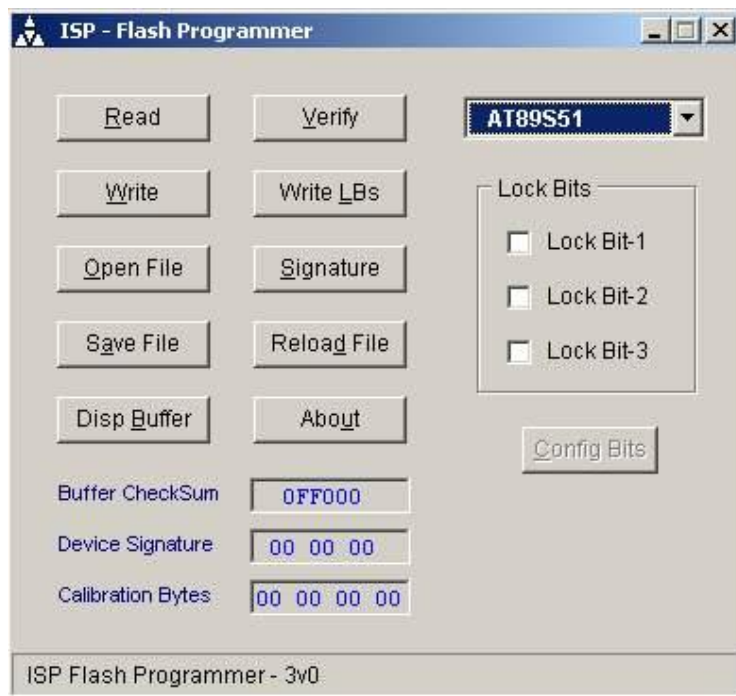 ISP - Flash Programmer
Read
Verify
AT89S51
Write
Write LBs
Lock Bits
Lock Bit-1
Open File
Signature
Lock Bit-2
Save File
Reload File
Lock Bit-3
Disp Buffer
About
Config Bits
Buffer CheckSum
0FF000
Device Signature
00 00 00
Calibration Bytes
00 00 00 00
ISP Flash Programmer - 3v0